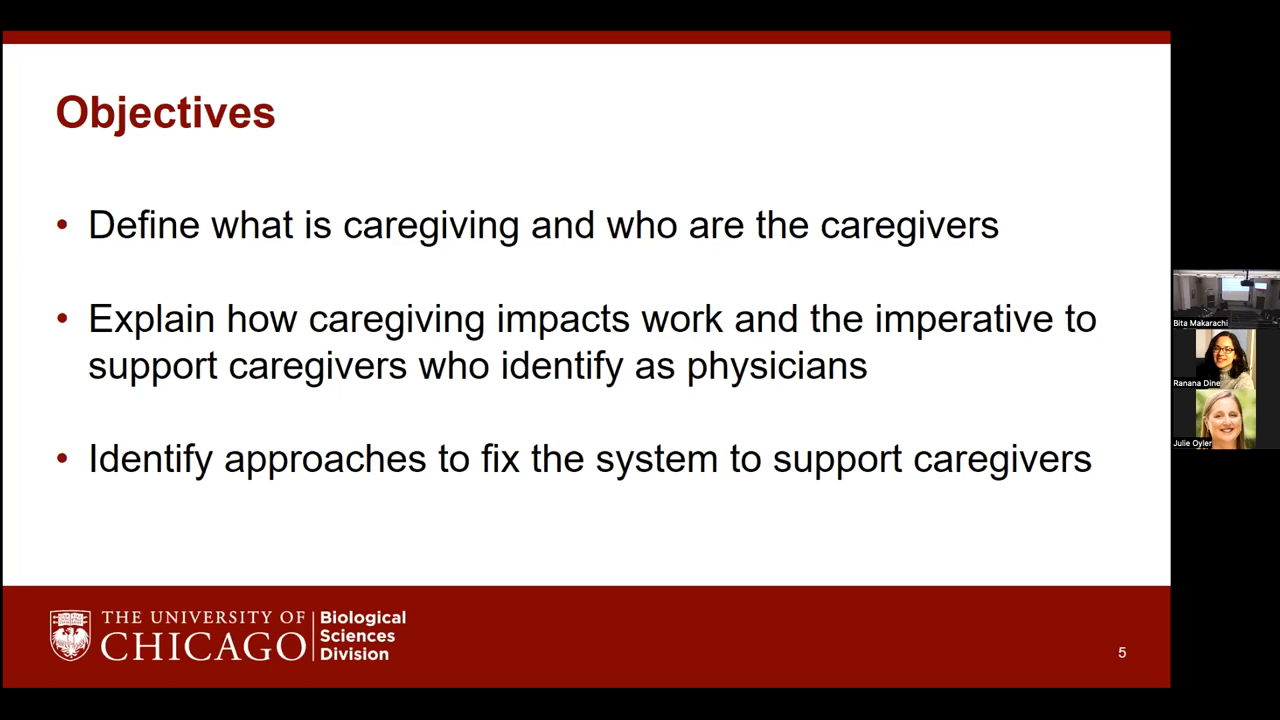 Objectives
• Define what is caregiving and who are the caregivers
• Explain how caregiving impacts work and the imperative to
support caregivers who identify as physicians
• Identify approaches to fix the system to support caregivers
THE UNIVERSITY OF
CHICAGO
Biological
Sciences
Division
5
Bita Makarachi
Ranana Dine
Julie Oyler